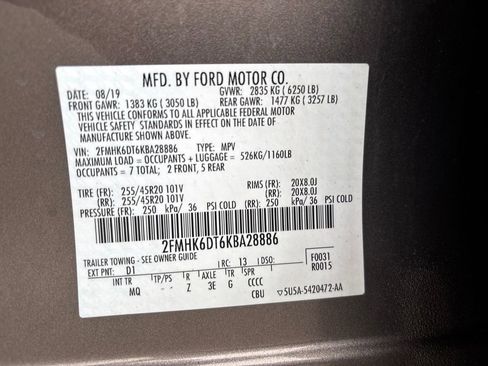 MFD. BY FORD MOTOR CO.
DATE: 08/19 GVWR: 2835 KG ( 6250 LB)
FRONT GAWR: 1383 KG ( 3050 LB) REAR GAWR: 1477 KG ( 3257 LB)
THIS VEHICLE CONFORMS TO ALL APPLICABLE FEDERAL MOTOR
VEHICLE SAFETY STANDARDS IN EFFECT ON THE DATE OF
MANUFACTURE SHOWN ABOVE.
VIN: 2FMHK6DT6KBA28886 TYPE: MPV
MAXIMUM LOAD = OCCUPANTS + LUGGAGE = 526KG/1160LB
OCCUPANTS = 7 TOTAL; 2 FRONT, 5 REAR
TIRE (FR): 255/45R20 101V RIMS (FR): 20X8.0J
(RR): 255/45R20 101V (RR): 20X8.0J
PRESSURE (FR): 250 kPa/ 36 PSI COLD (RR): 250 kPa/ 36 PSI COLD
2FMHK6DT6KBA28886
TRAILER TOWING - SEE OWNER GUIDE
EXT PNT: D1 RC: 13 DSO: F0031
R0015
INT TR TP/PS R AXLE TR SPR
MQ Z 3E G CCCC
CBU 5U5A-5420472-AA